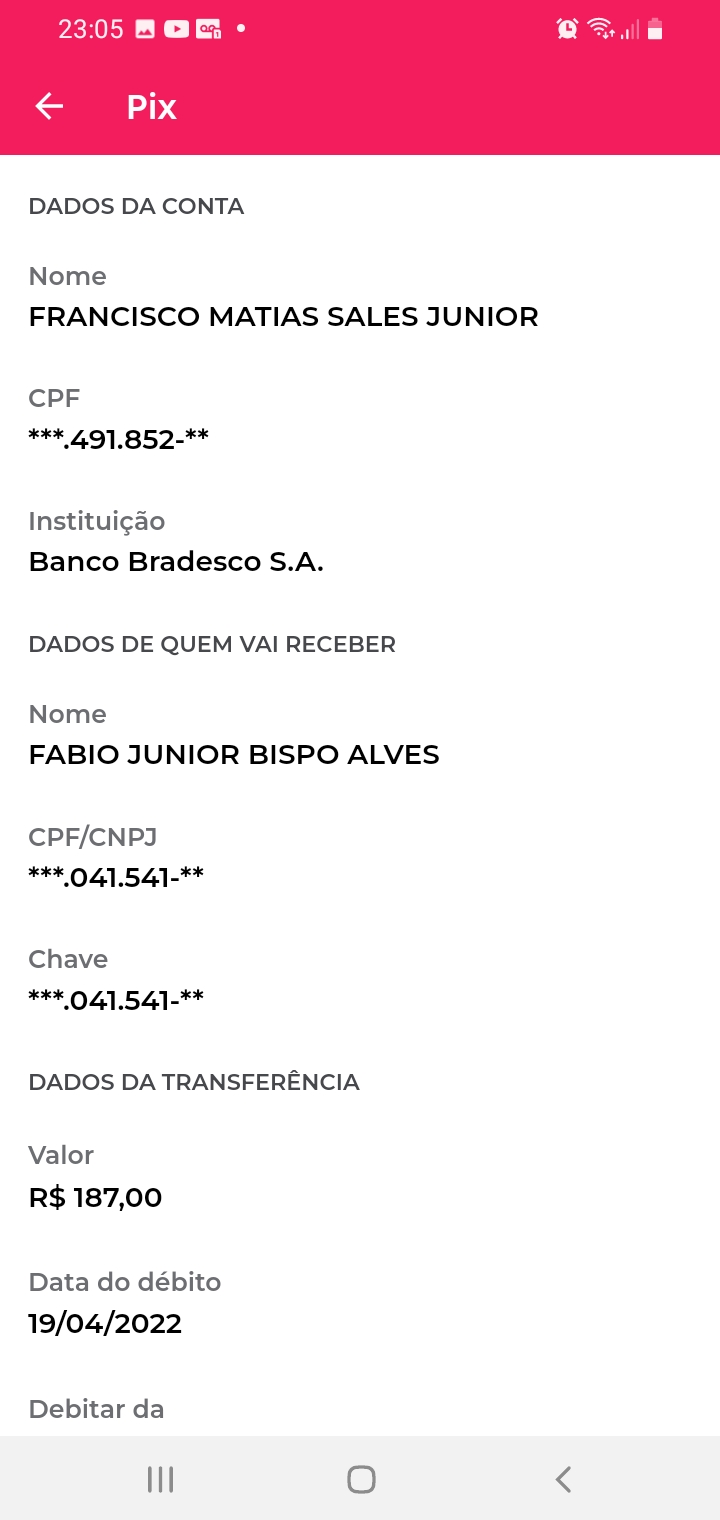 23:05
Pix
DADOS DA CONTA
Nome
FRANCISCO MATIAS SALES JUNIOR
CPF
***.491.852-**
Instituição
Banco Bradesco S.A.
DADOS DE QUEM VAI RECEBER
Nome
FABIO JUNIOR BISPO ALVES
CPF/CNPJ
***.041.541-**
Chave
***.041.541-**
DADOS DA TRANSFERÊNCIA
Valor
R$ 187,00
Data do débito
19/04/2022
Debitar da